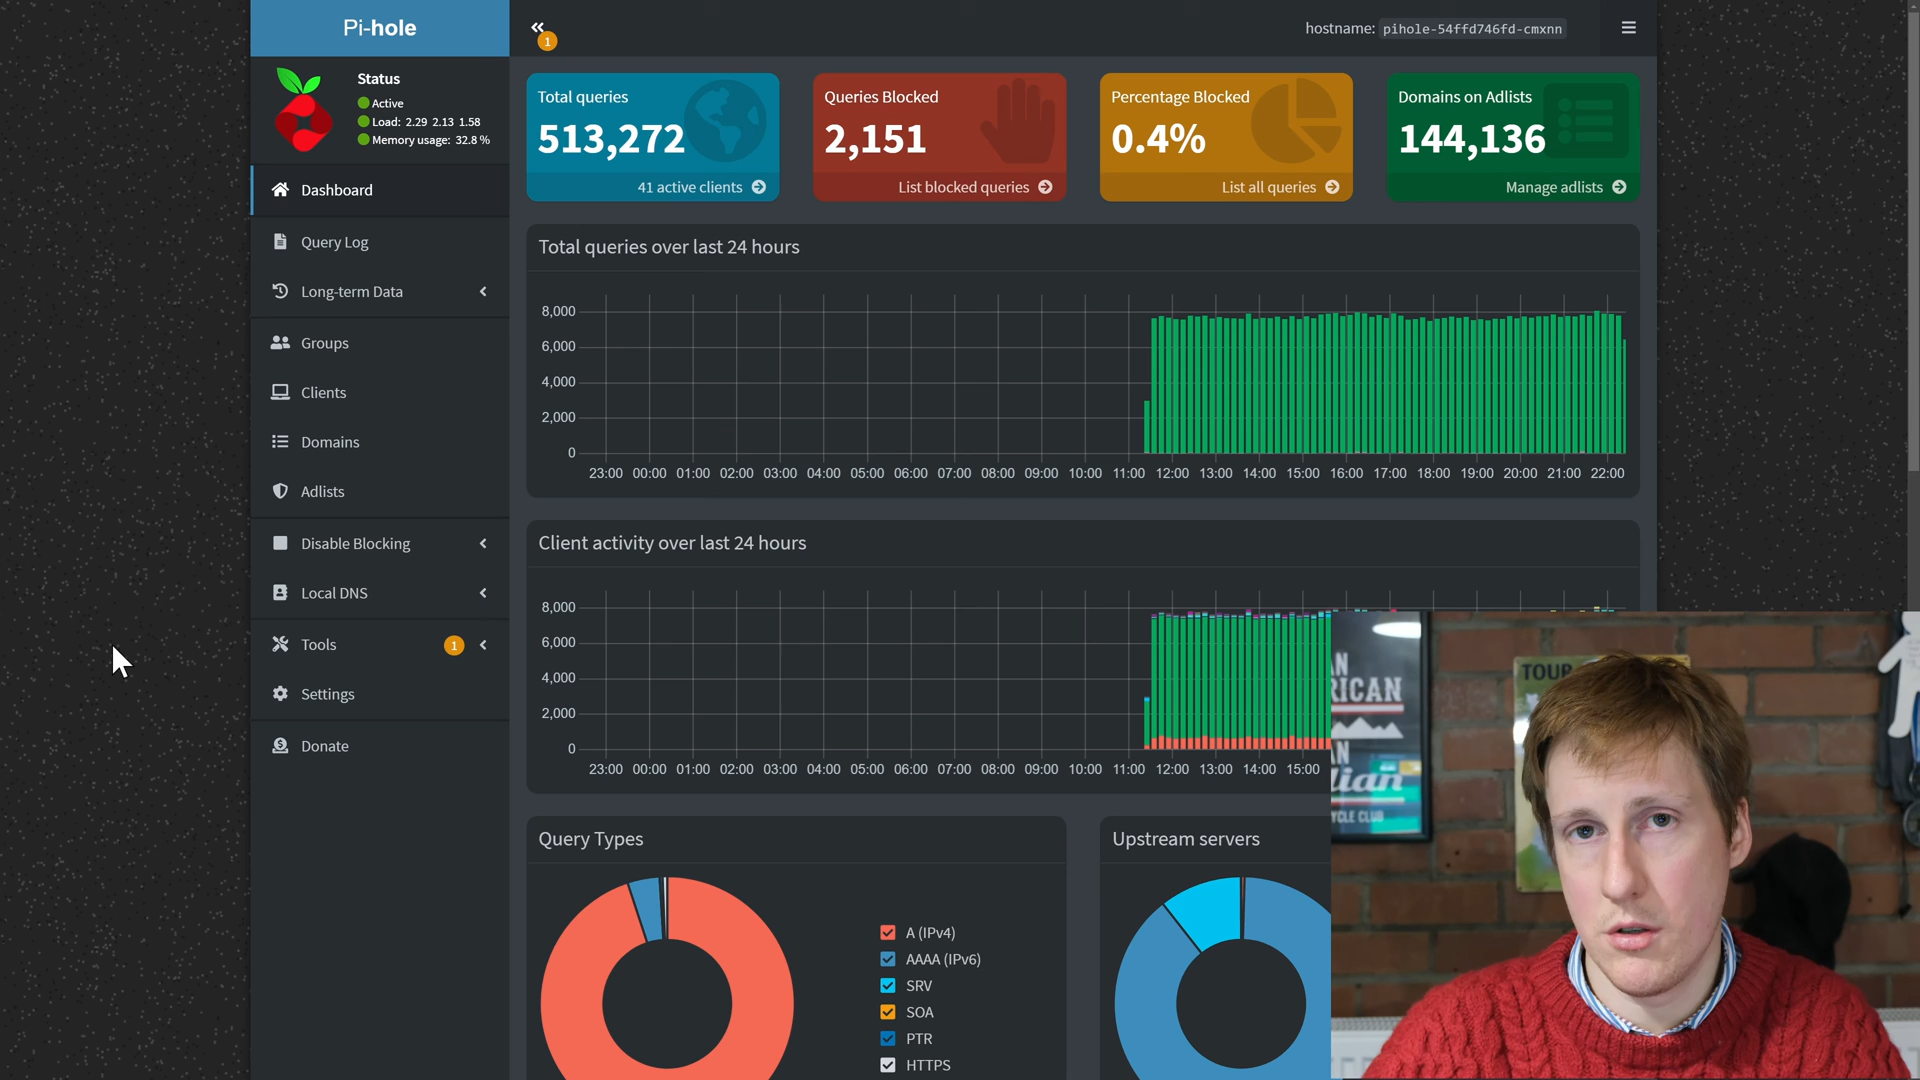 Pi-hole
1
hostname: pihole-54ffd746fd-cmxnn
Status
Active
Load: 2.29 2.13 1.58
Memory usage: 32.8 %
Dashboard
Query Log
Long-term Data
Groups
Clients
Domains
Adlists
Disable Blocking
Local DNS
Tools 1
Settings
Donate
Total queries
513,272
41 active clients
Queries Blocked
2,151
List blocked queries
Percentage Blocked
0.4%
List all queries
Domains on Adlists
144,136
Manage adlists
Total queries over last 24 hours
8,000
6,000
4,000
2,000
0
23:00 00:00 01:00 02:00 03:00 04:00 05:00 06:00 07:00 08:00 09:00 10:00 11:00 12:00 13:00 14:00 15:00 16:00 17:00 18:00 19:00 20:00 21:00 22:00
Client activity over last 24 hours
8,000
6,000
4,000
2,000
0
23:00 00:00 01:00 02:00 03:00 04:00 05:00 06:00 07:00 08:00 09:00 10:00 11:00 12:00 13:00 14:00 15:00
Query Types
A (IPv4)
AAAA (IPv6)
SRV
SOA
PTR
HTTPS
Upstream servers
AN
RICAN
AN
lian
YCLE CLUB
TOUR